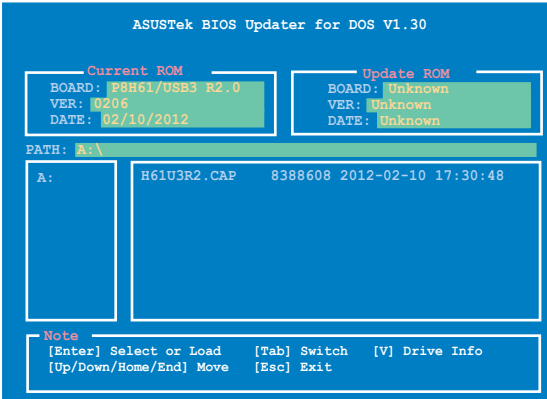 ASUSTek BIOS Updater for DOS V1.30
Current ROM
BOARD: P8H61/USB3 R2.0
VER: 0206
DATE: 02/10/2012
Update ROM
BOARD: Unknown
VER: Unknown
DATE: Unknown
PATH: A:\
A:
H61U3R2.CAP 8388608 2012-02-10 17:30:48
Note
[Enter] Select or Load [Tab] Switch [V] Drive Info
[Up/Down/Home/End] Move [Esc] Exit